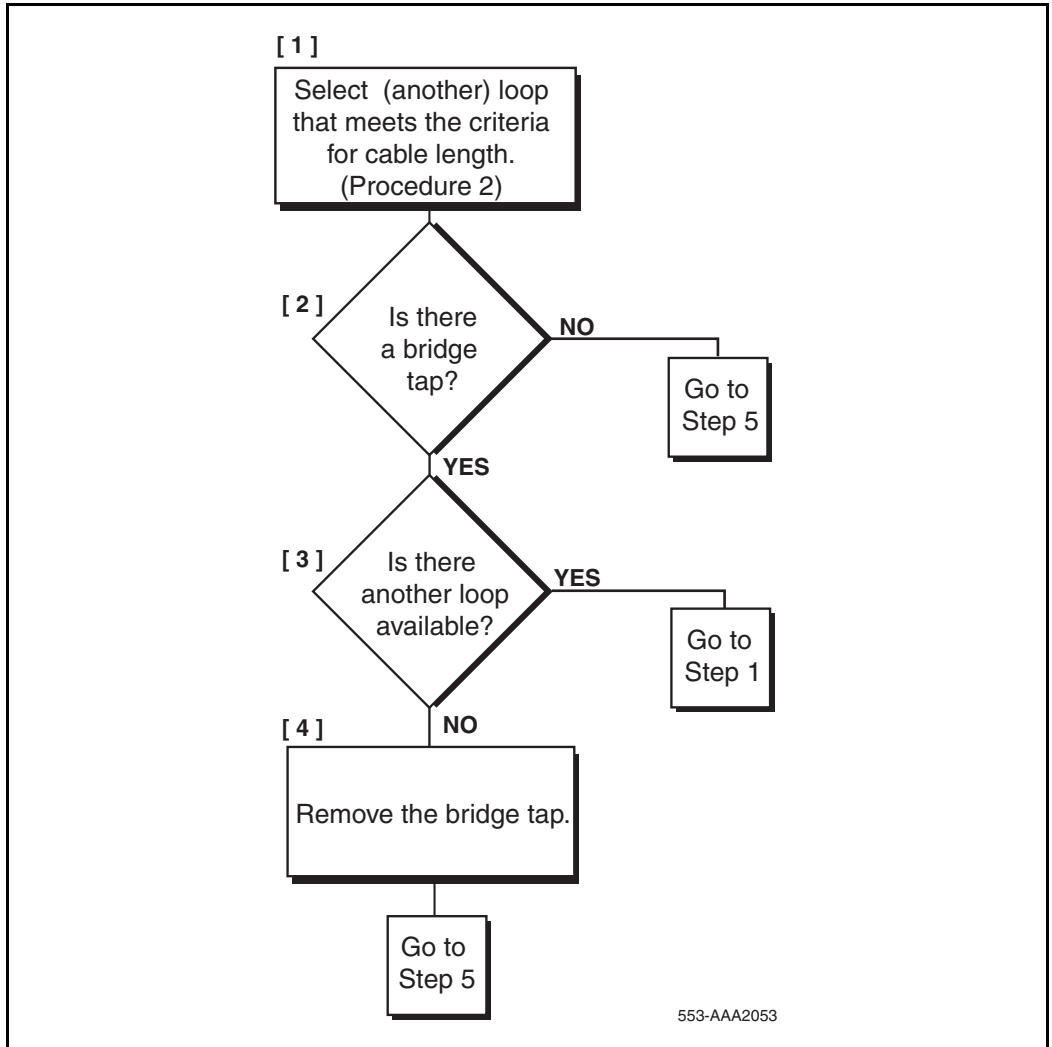 [ 1 ]
Select (another) loop
that meets the criteria
for cable length.
(Procedure 2)
[ 2 ]
Is there
a bridge
tap?
NO
Go to
Step 5
YES
[ 3 ]
Is there
another loop
available?
YES
Go to
Step 1
NO
[ 4 ]
Remove the bridge tap.
Go to
Step 5
553-AAA2053